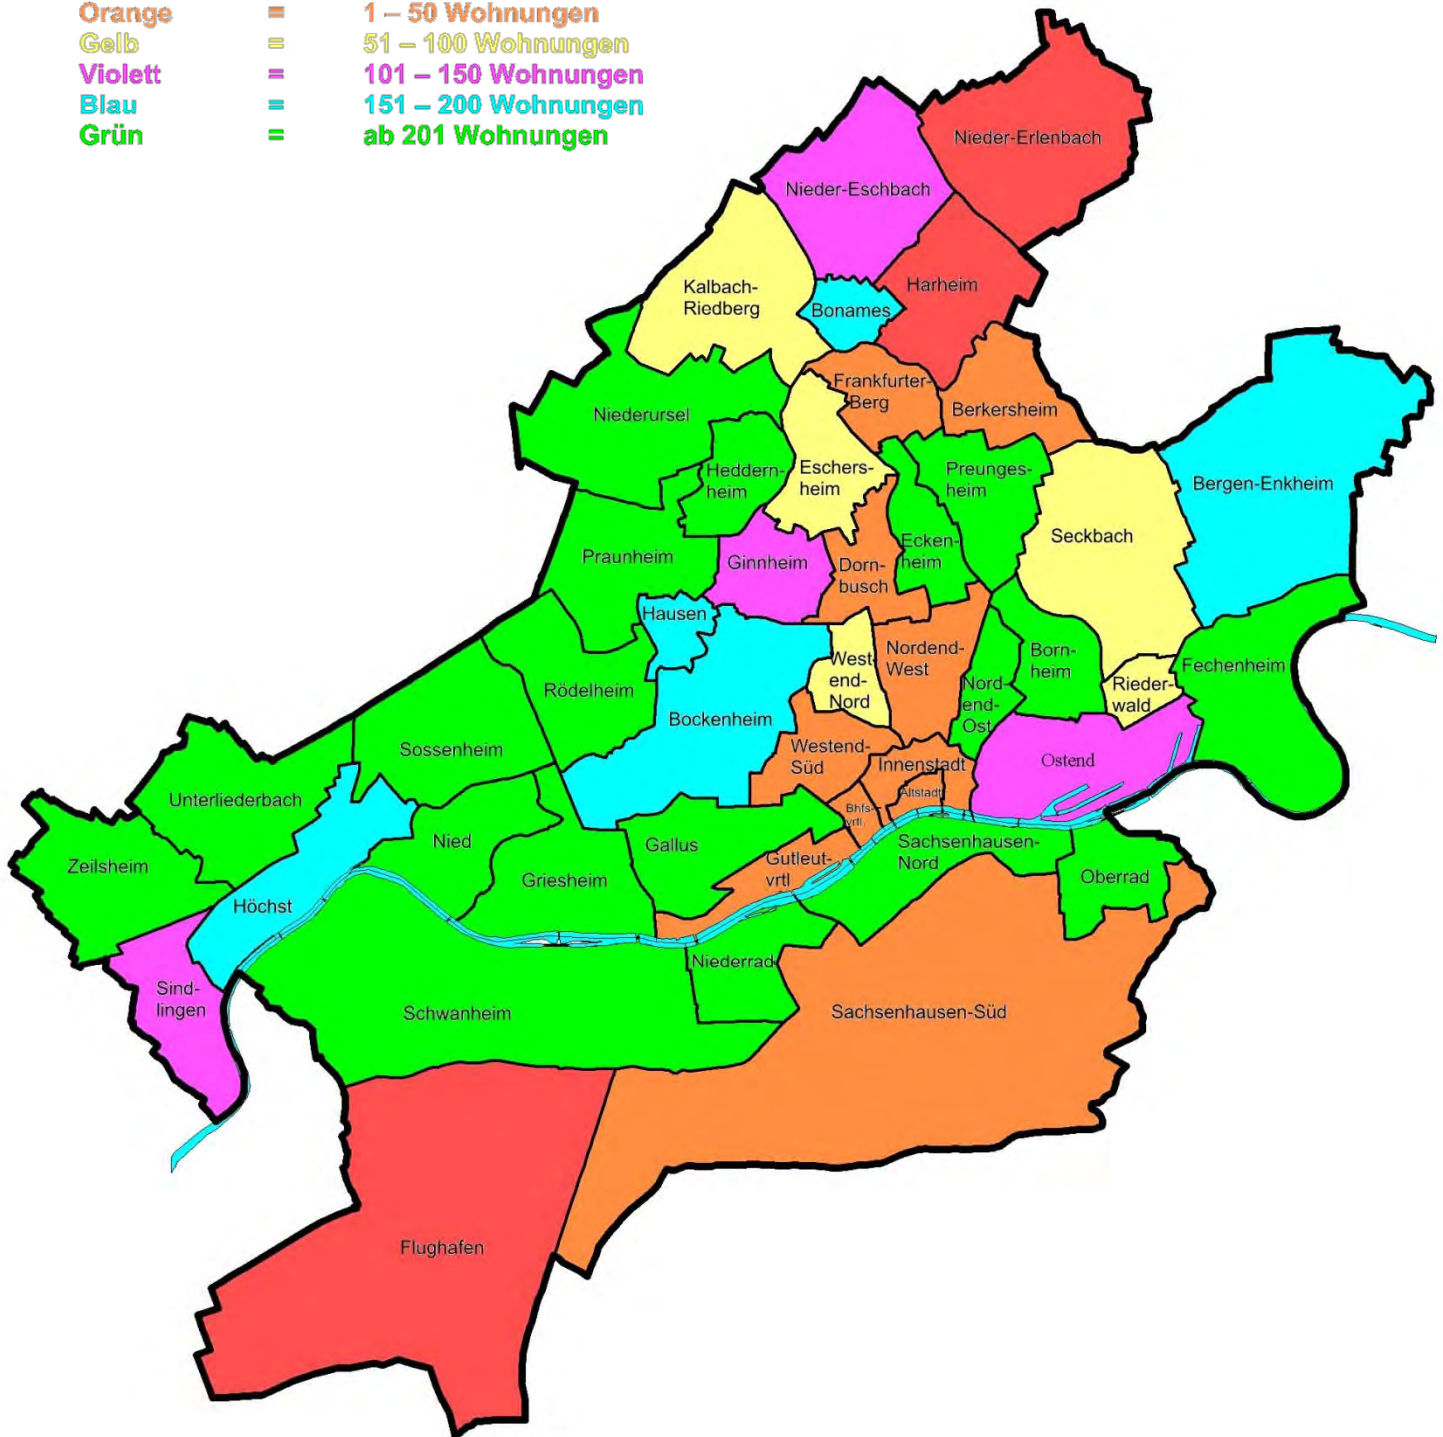 Orange = 1 – 50 Wohnungen
Gelb = 51 – 100 Wohnungen
Violett = 101 – 150 Wohnungen
Blau = 151 – 200 Wohnungen
Grün = ab 201 Wohnungen
Nieder-Erlenbach
Nieder-Eschbach
Harheim
Kalbach-
Riedberg
Bonames
Frankfurter-
Berg
Berkersheim
Niederursel
Heddern-
heim
Eschers-
heim
Preunges-
heim
Bergen-Enkheim
Seckbach
Praunheim
Ginnheim
Dorn-
busch
Ecken-
heim
Hausen
West-
end-
Nord
Nordend-
West
Born-
heim
Fechenheim
Rödelheim
Nord-
end-
Ost
Rieder-
wald
Bockenheim
Sossenheim
Westend-
Süd
Innenstadt
Ostend
Unterliederbach
Altstadt
Bhfs-
vrtl.
Zeilsheim
Nied
Gallus
Sachsenhausen-
Nord
Gutleut-
vrtl
Griesheim
Oberrad
Höchst
Niederrad
Sind-
lingen
Schwanheim
Sachsenhausen-Süd
Flughafen